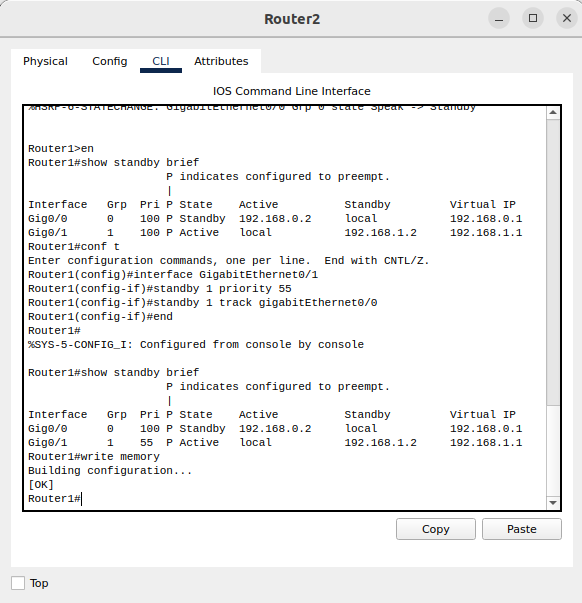 Router2
Physical Config CLI Attributes
IOS Command Line Interface
%HSRP-6-STATECHANGE: GigabitEthernet0/0 Grp 0 state Speak -> Standby
Router1>en
Router1#show standby brief
P indicates configured to preempt.
|
Interface Grp Pri P State Active Standby Virtual IP
Gig0/0 0 100 P Standby 192.168.0.2 local 192.168.0.1
Gig0/1 1 100 P Active local 192.168.1.2 192.168.1.1
Router1#conf t
Enter configuration commands, one per line. End with CNTL/Z.
Router1(config)#interface GigabitEthernet0/1
Router1(config-if)#standby 1 priority 55
Router1(config-if)#standby 1 track gigabitEthernet0/0
Router1(config-if)#end
Router1#
%SYS-5-CONFIG_I: Configured from console by console
Router1#show standby brief
P indicates configured to preempt.
|
Interface Grp Pri P State Active Standby Virtual IP
Gig0/0 0 100 P Standby 192.168.0.2 local 192.168.0.1
Gig0/1 1 55 P Active local 192.168.1.2 192.168.1.1
Router1#write memory
Building configuration...
[OK]
Router1#
Copy Paste
Top